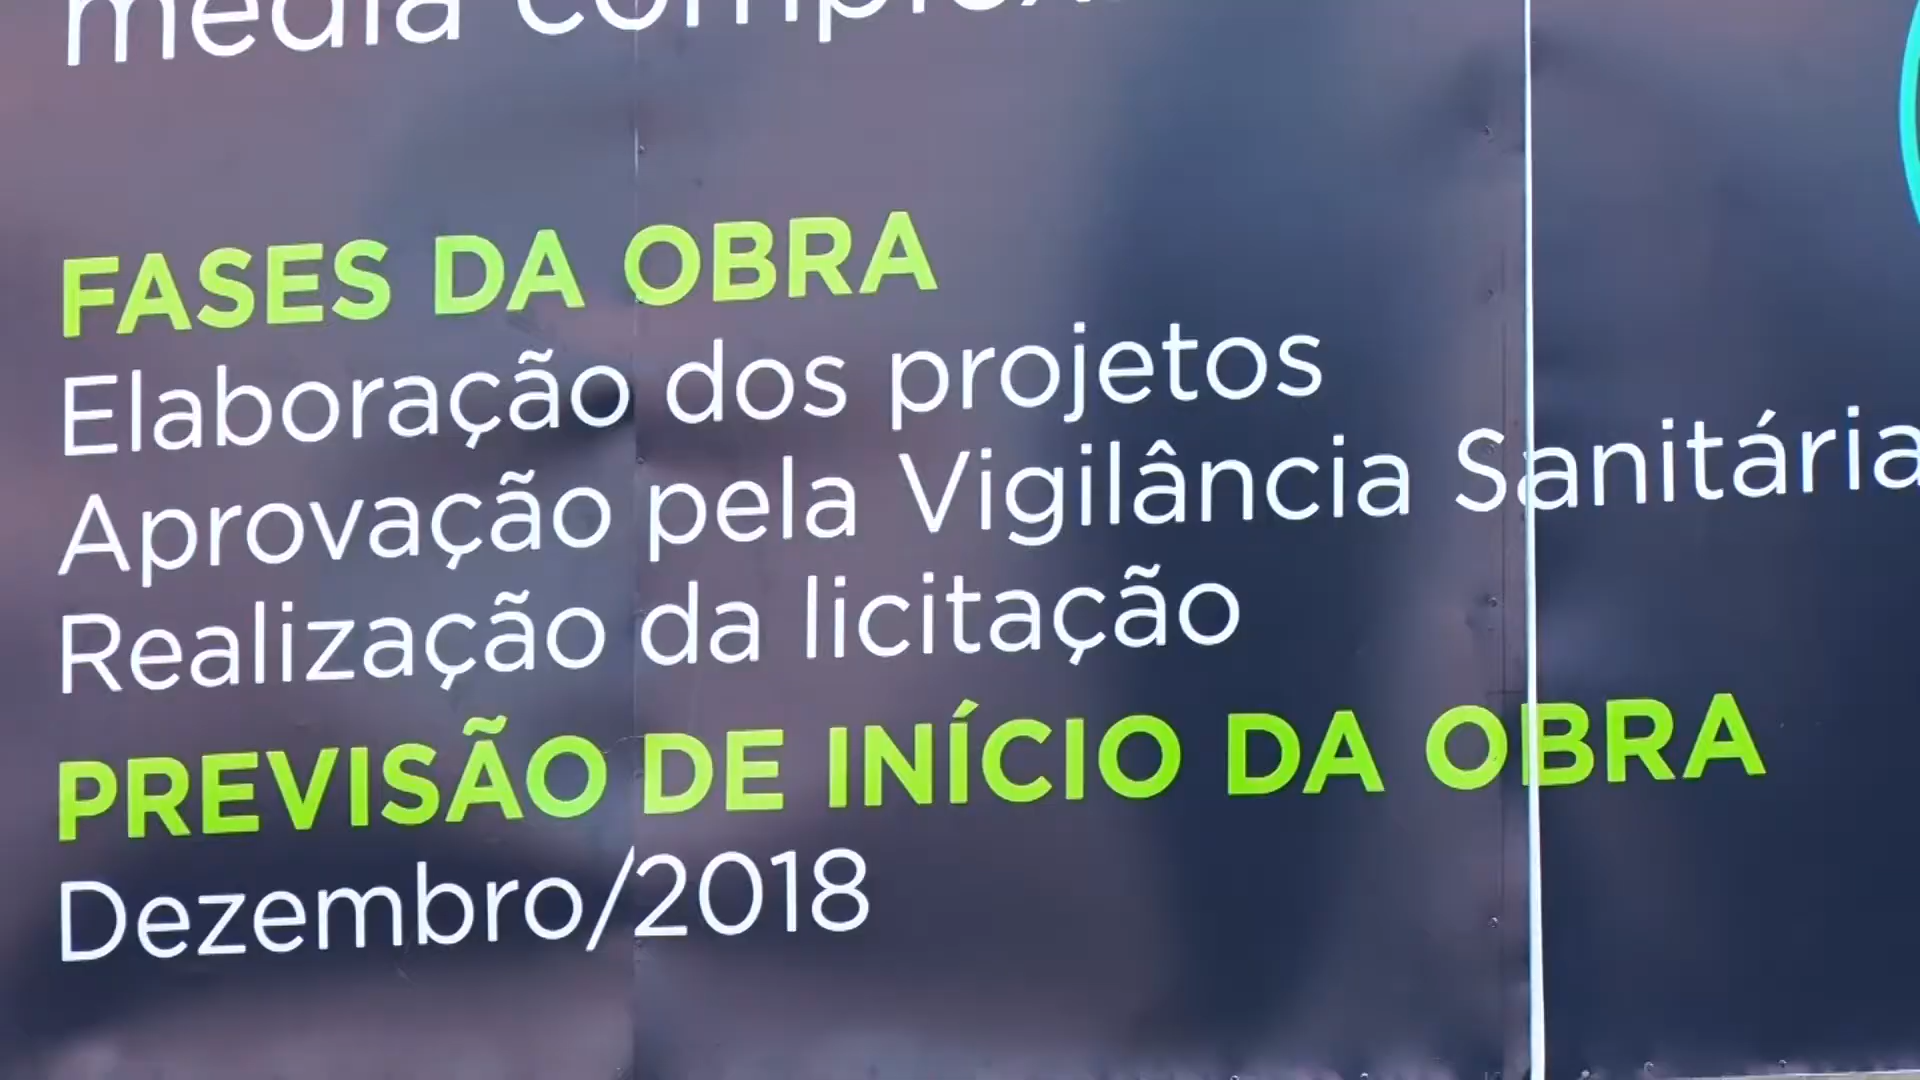 média
FASES DA OBRA
Elaboração dos projetos
Aprovação pela Vigilância Sanitária
Realização da licitação
PREVISÃO DE INÍCIO DA OBRA
Dezembro/2018